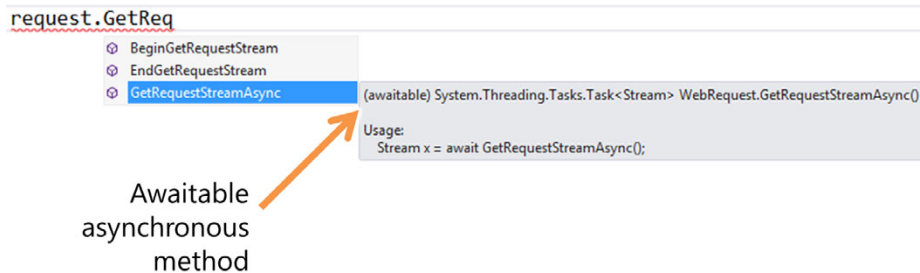 request.GetReq
BeginGetRequestStream
EndGetRequestStream
GetRequestStreamAsync
(awaitable) System.Threading.Tasks.Task<Stream> WebRequest.GetRequestStreamAsync()
Usage:
Stream x = await GetRequestStreamAsync();
Awaitable
asynchronous
method